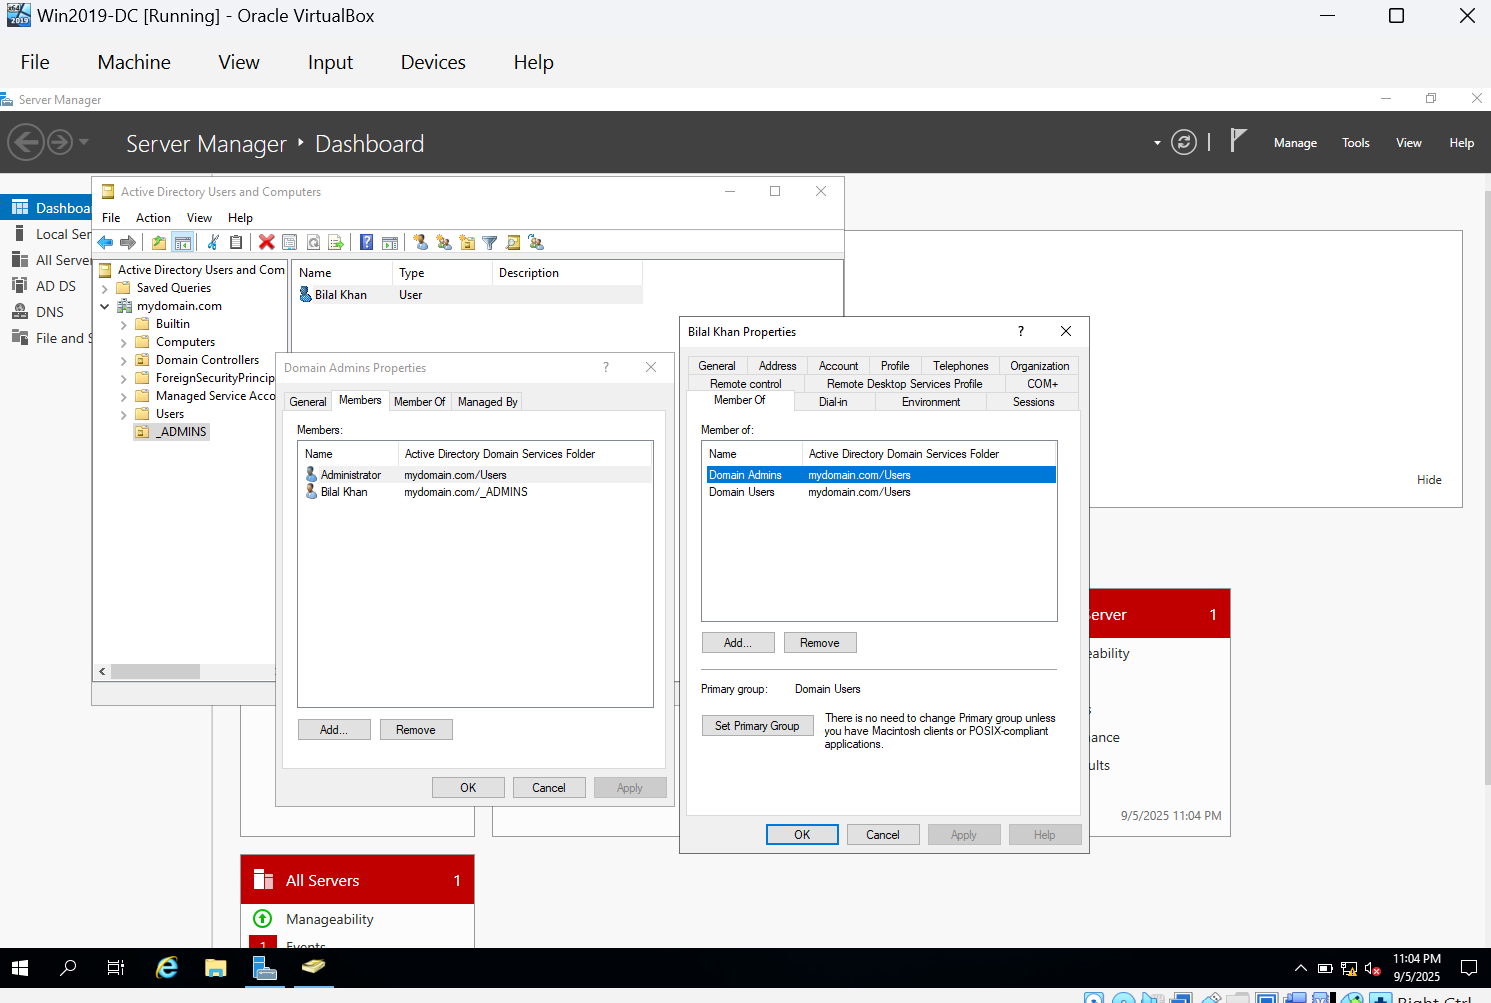 Win2019-DC [Running] - Oracle VirtualBox
File Machine View Input Devices Help
Server Manager
Server Manager Dashboard
Manage Tools View Help
Dashboa
Local Ser
All Server
AD DS
DNS
File and S
Active Directory Users and Computers
File Action View Help
Active Directory Users and Com
Saved Queries
mydomain.com
Builtin
Computers
Domain Controllers
ForeignSecurityPrincip
Managed Service Acco
Users
_ADMINS
Name Type Description
Bilal Khan User
Domain Admins Properties
General Members Member Of Managed By
Members:
Name Active Directory Domain Services Folder
Administrator mydomain.com/Users
Bilal Khan mydomain.com/_ADMINS
Add... Remove
OK Cancel Apply
Bilal Khan Properties
General Address Account Profile Telephones Organization
Remote control Remote Desktop Services Profile COM+
Member Of Dial-in Environment Sessions
Member of:
Name Active Directory Domain Services Folder
Domain Admins mydomain.com/Users
Domain Users mydomain.com/Users
Add... Remove
Primary group: Domain Users
Set Primary Group
There is no need to change Primary group unless
you have Macintosh clients or POSIX-compliant
applications.
OK Cancel Apply Help
Hide
erver 1
eability
ance
ults
9/5/2025 11:04 PM
All Servers 1
Manageability
1 Events
11:04 PM
9/5/2025
Right Ctrl